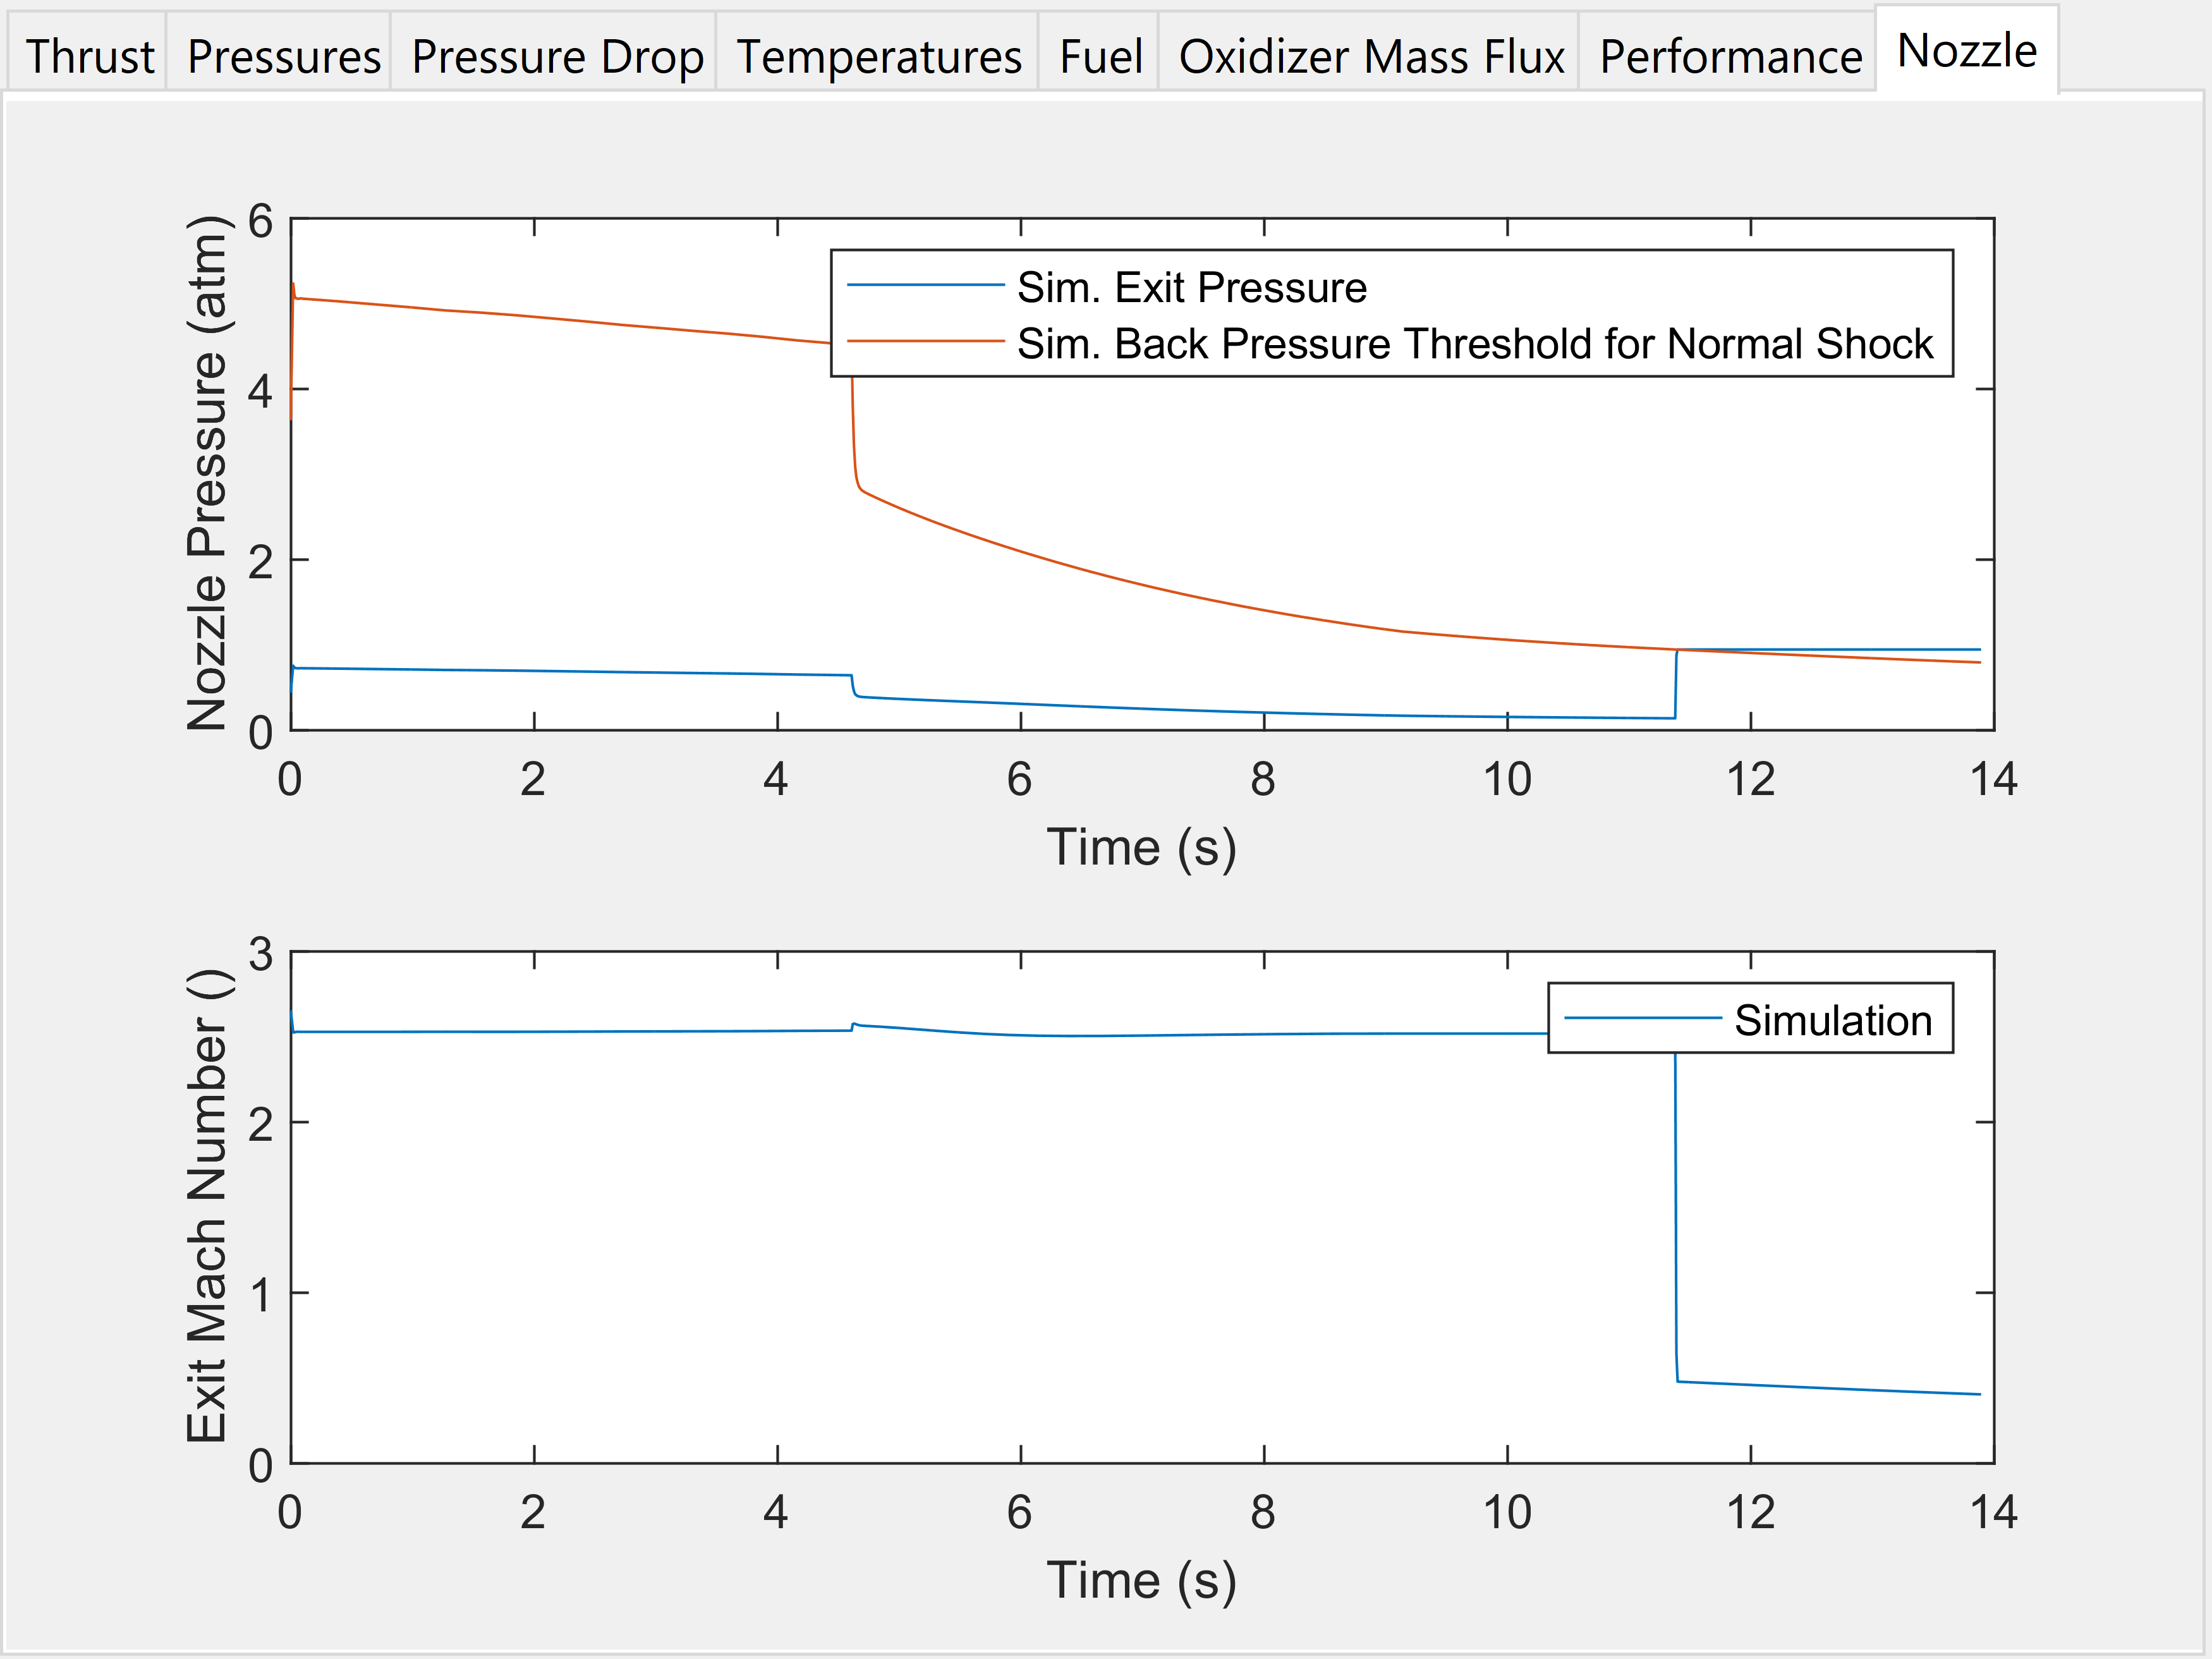 Thrust Pressures Pressure Drop Temperatures Fuel Oxidizer Mass Flux Performance Nozzle
Nozzle Pressure (atm)
6
4
2
0
Sim. Exit Pressure
Sim. Back Pressure Threshold for Normal Shock
0 2 4 6 8 10 12 14
Time (s)
Exit Mach Number ()
3
2
1
0
Simulation
0 2 4 6 8 10 12 14
Time (s)